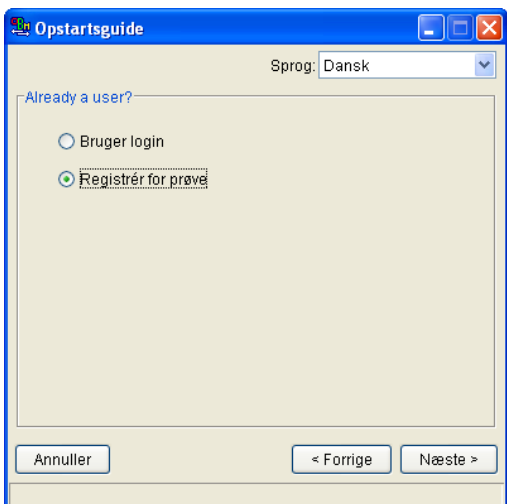 Opstartsguide
Sprog: Dansk
Already a user?
Bruger login
Registrér for prøve
Annuller < Forrige Næste >